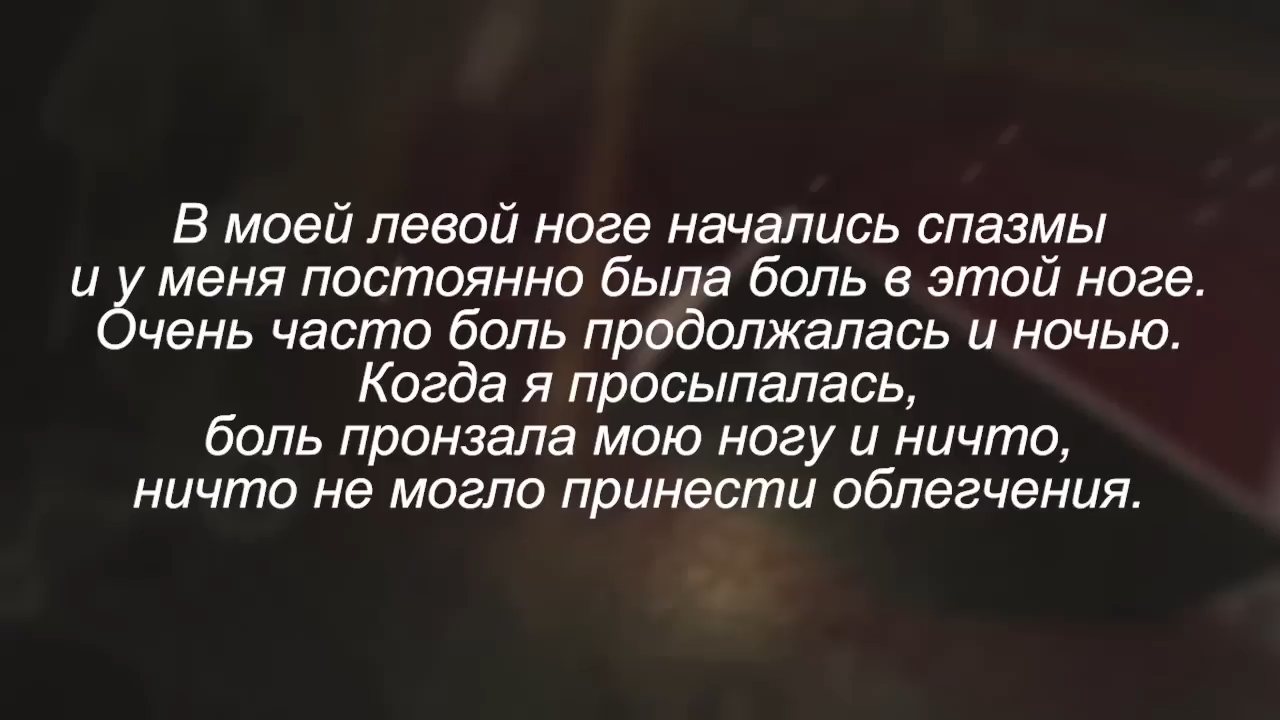 В моей левой ноге начались спазмы
и у меня постоянно была боль в этой ноге.
Очень часто боль продолжалась и ночью.
Когда я просыпалась,
боль пронзала мою ногу и ничто,
ничто не могло принести облегчения.